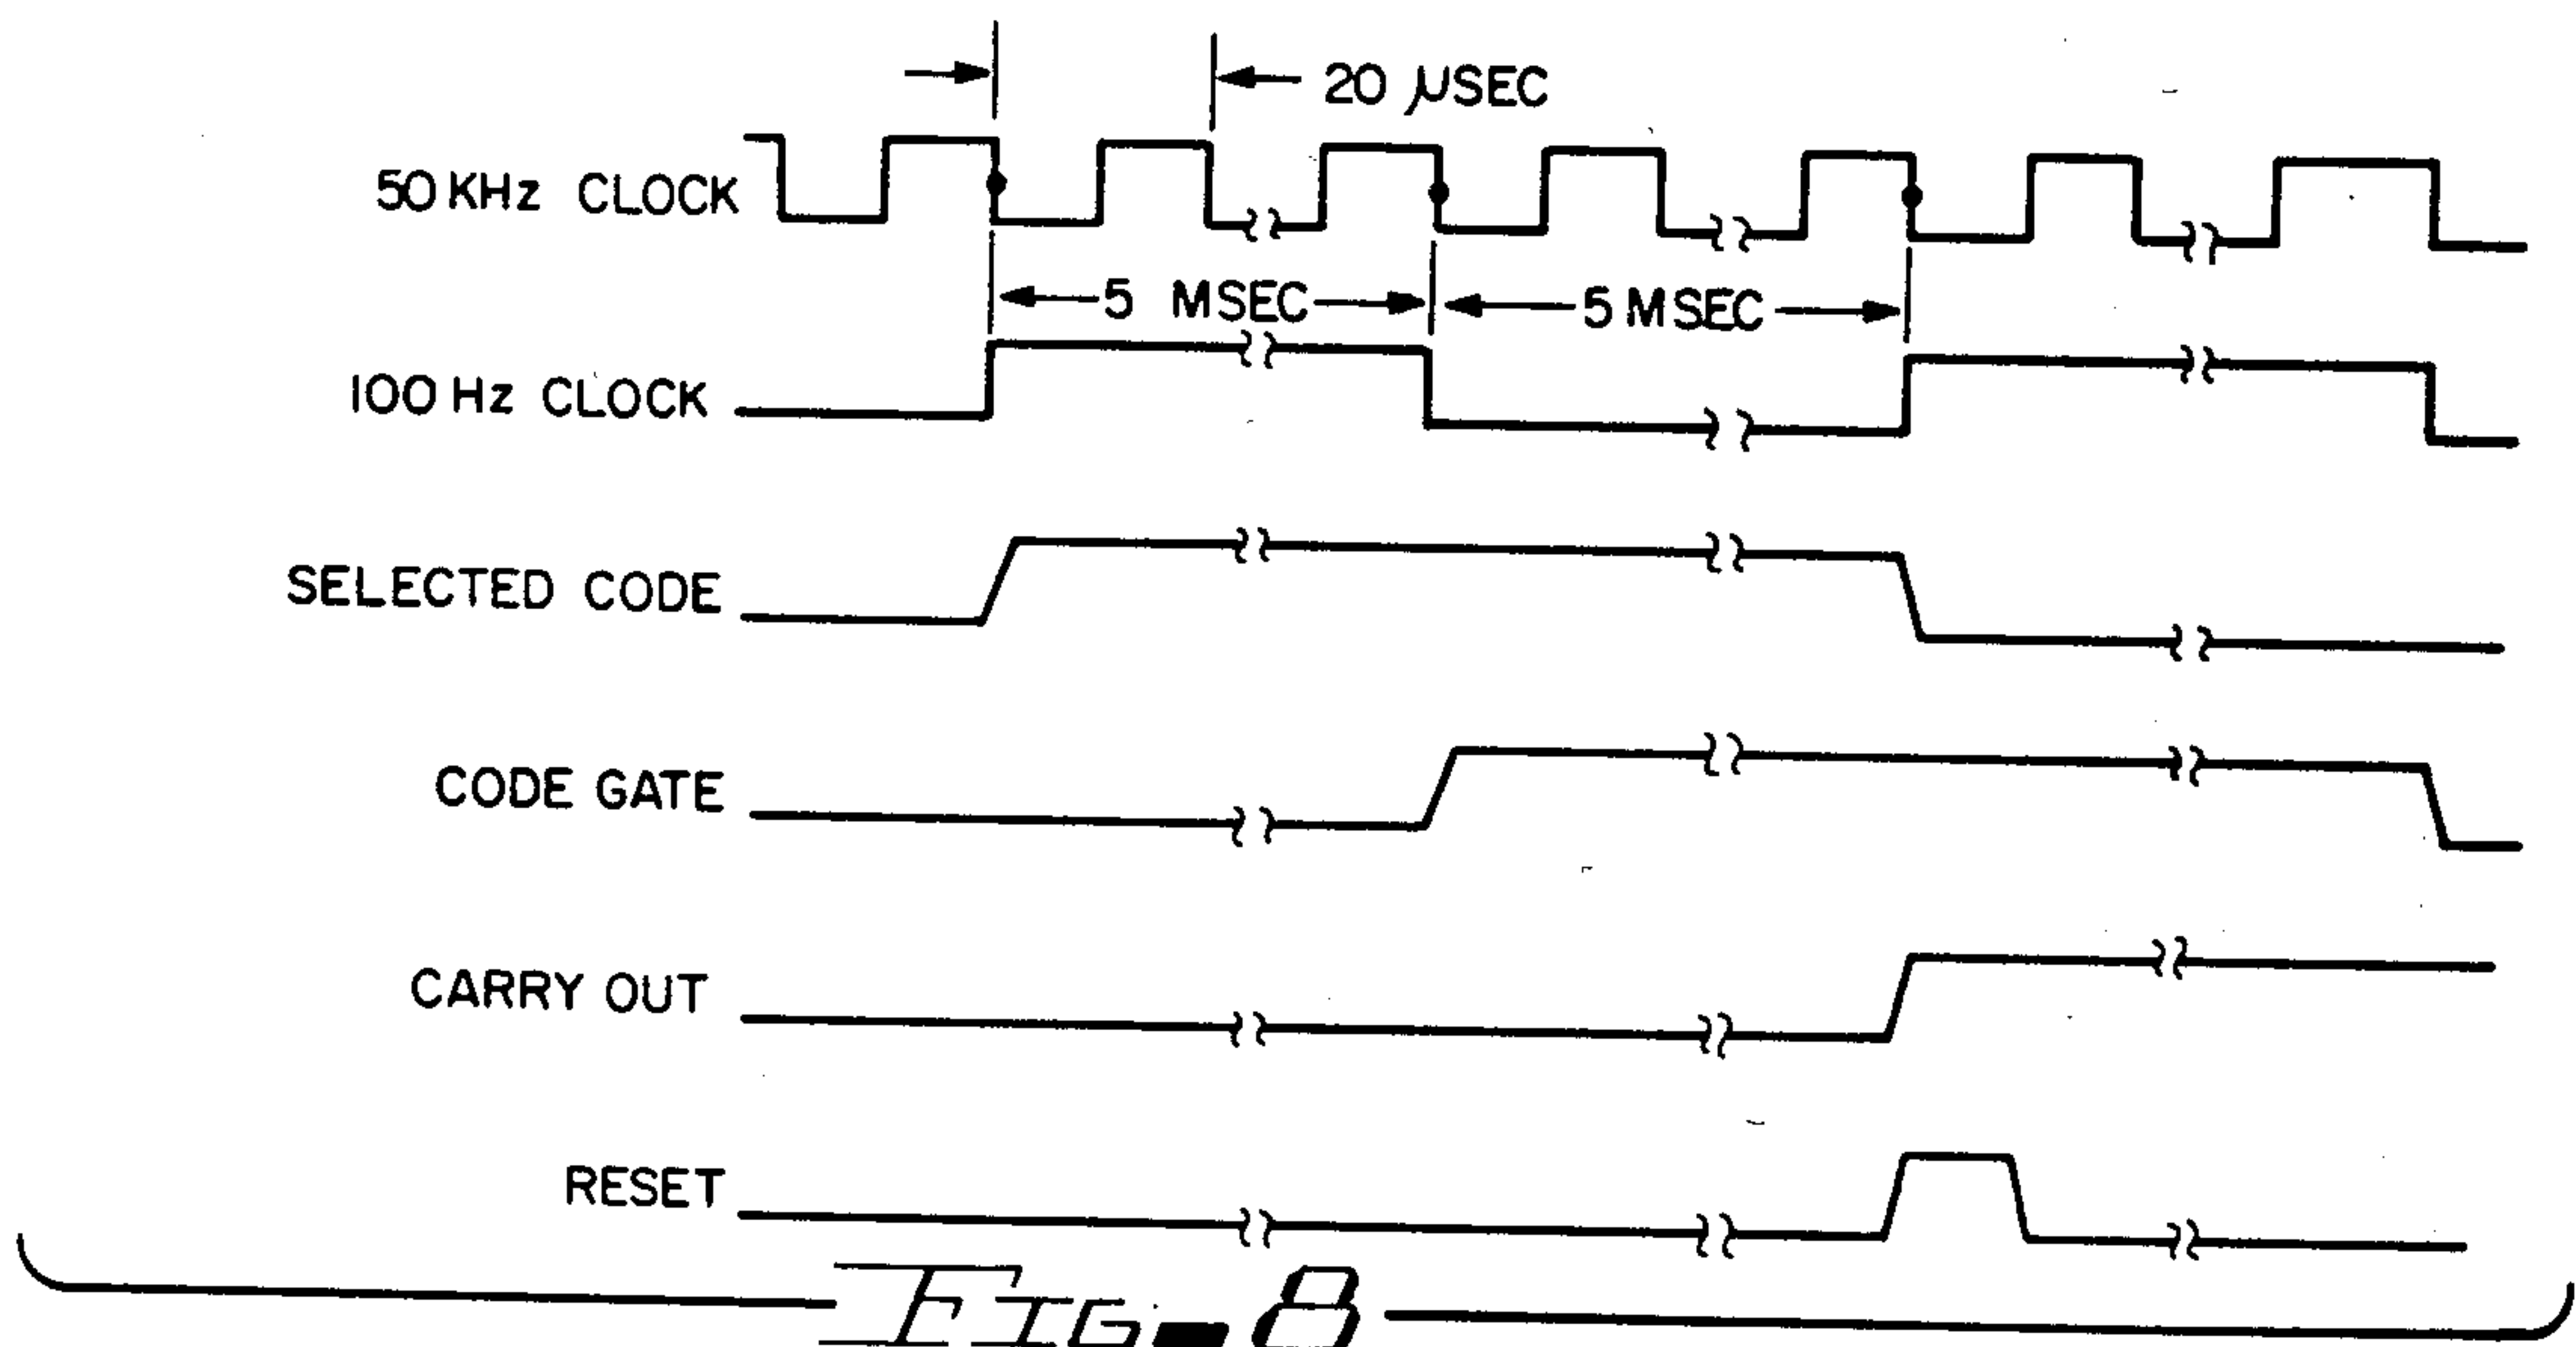 20 μSEC
50 KHz CLOCK
5 MSEC
5 MSEC
100 Hz CLOCK
SELECTED CODE
CODE GATE
CARRY OUT
RESET
FIG-8